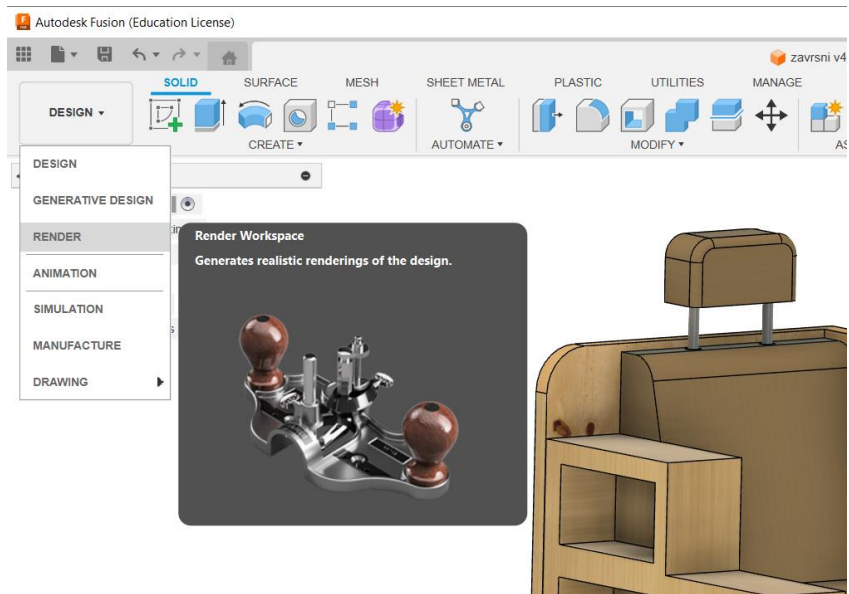 Autodesk Fusion (Education License)
zavrsni v4
DESIGN
SOLID SURFACE MESH SHEET METAL PLASTIC UTILITIES MANAGE
CREATE AUTOMATE MODIFY AS
DESIGN
GENERATIVE DESIGN
RENDER
ANIMATION
SIMULATION
MANUFACTURE
DRAWING
Render Workspace
Generates realistic renderings of the design.